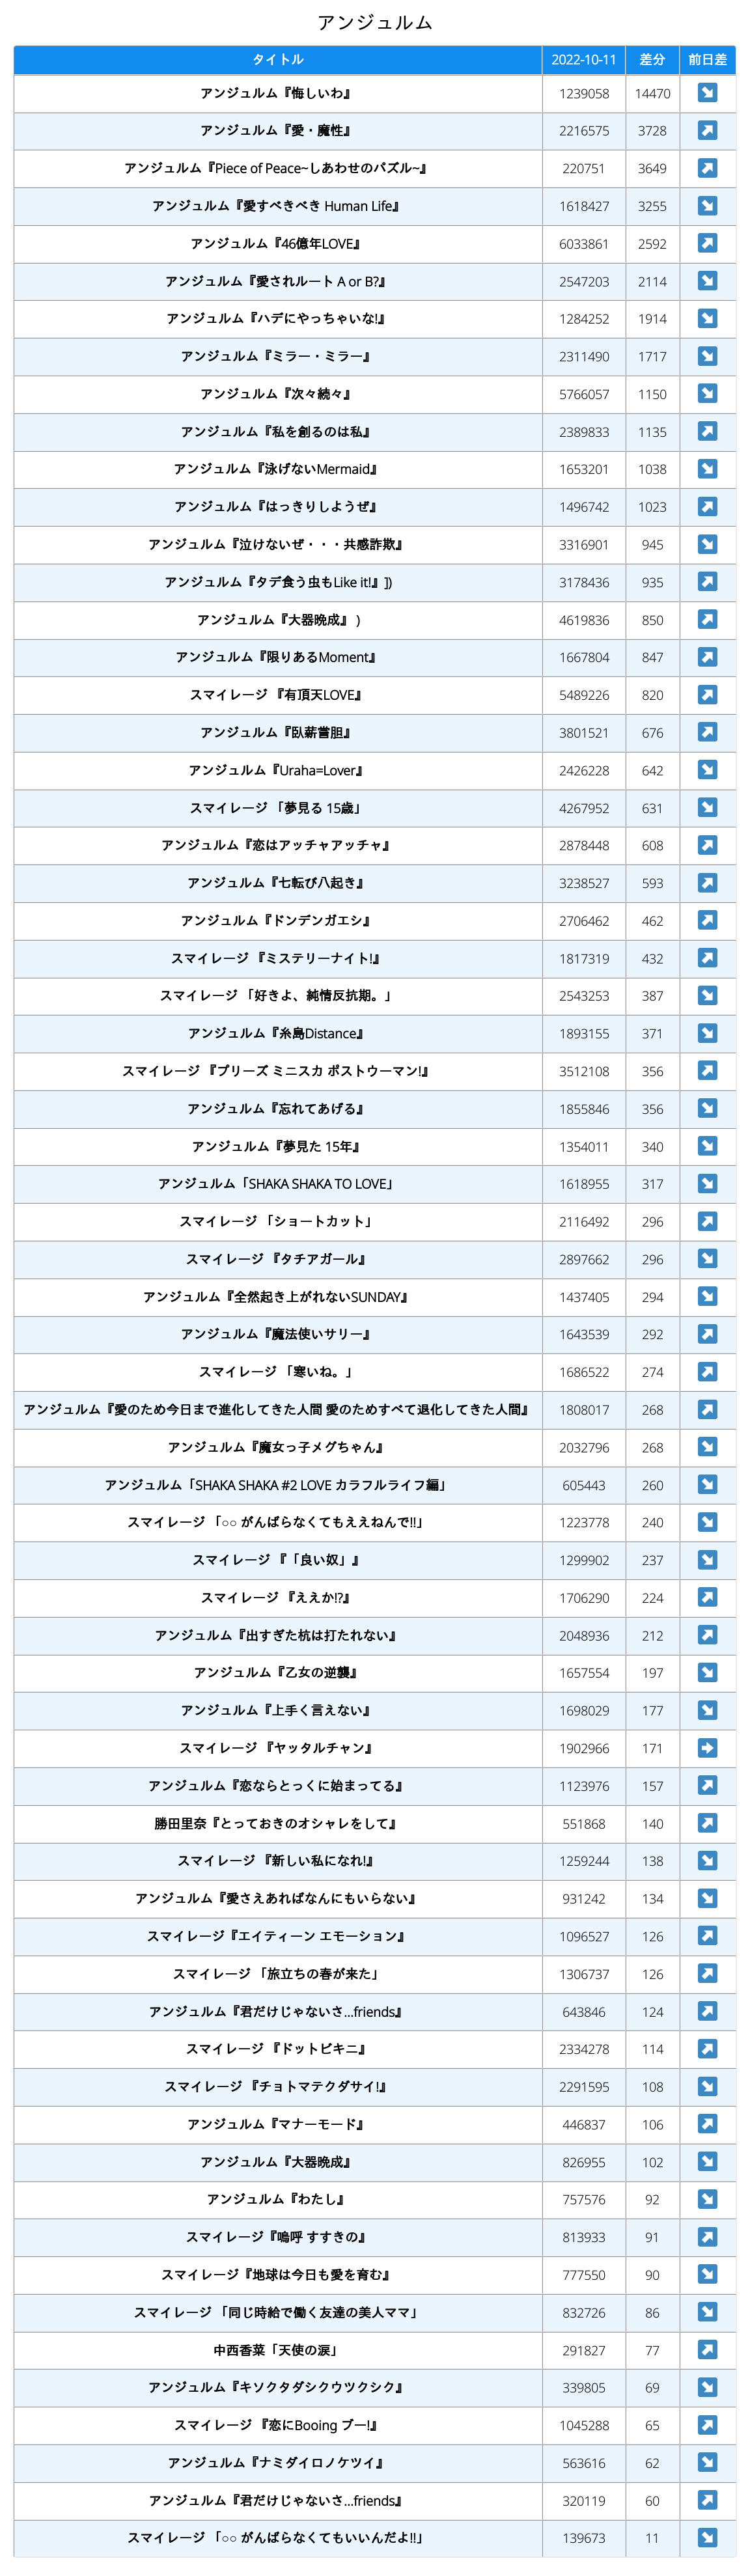 アンジュルム
タイトル 2022-10-11 差分 前日差
アンジュルム『悔しいわ』 1239058 14470 ↘
アンジュルム『愛・魔性』 2216575 3728 ↗
アンジュルム『Piece of Peace~しあわせのパズル~』 220751 3649 ↗
アンジュルム『愛すべきべき Human Life』 1618427 3255 ↘
アンジュルム『46億年LOVE』 6033861 2592 ↗
アンジュルム『愛されルート A or B?』 2547203 2114 ↘
アンジュルム『ハデにやっちゃいな!』 1284252 1914 ↘
アンジュルム『ミラー・ミラー』 2311490 1717 ↘
アンジュルム『次々続々』 5766057 1150 ↘
アンジュルム『私を創るのは私』 2389833 1135 ↗
アンジュルム『泳げないMermaid』 1653201 1038 ↘
アンジュルム『はっきりしようぜ』 1496742 1023 ↗
アンジュルム『泣けないぜ・・・共感詐欺』 3316901 945 ↘
アンジュルム『タデ食う虫もLike it!』]) 3178436 935 ↗
アンジュルム『大器晩成』 ) 4619836 850 ↗
アンジュルム『限りあるMoment』 1667804 847 ↗
スマイレージ 『有頂天LOVE』 5489226 820 ↗
アンジュルム『臥薪嘗胆』 3801521 676 ↗
アンジュルム『Uraha=Lover』 2426228 642 ↘
スマイレージ 「夢見る 15歳」 4267952 631 ↘
アンジュルム『恋はアッチャアッチャ』 2878448 608 ↗
アンジュルム『七転び八起き』 3238527 593 ↗
アンジュルム『ドンデンガエシ』 2706462 462 ↗
スマイレージ 『ミステリーナイト!』 1817319 432 ↗
スマイレージ 「好きよ、純情反抗期。」 2543253 387 ↘
アンジュルム『糸島Distance』 1893155 371 ↘
スマイレージ 『プリーズ ミニスカ ポストウーマン!』 3512108 356 ↗
アンジュルム『忘れてあげる』 1855846 356 ↘
アンジュルム『夢見た 15年』 1354011 340 ↘
アンジュルム「SHAKA SHAKA TO LOVE」 1618955 317 ↘
スマイレージ 「ショートカット」 2116492 296 ↗
スマイレージ 『タチアガール』 2897662 296 ↘
アンジュルム『全然起き上がれないSUNDAY』 1437405 294 ↘
アンジュルム『魔法使いサリー』 1643539 292 ↗
スマイレージ 「寒いね。」 1686522 274 ↗
アンジュルム『愛のため今日まで進化してきた人間 愛のためすべて退化してきた人間』 1808017 268 ↗
アンジュルム『魔女っ子メグちゃん』 2032796 268 ↘
アンジュルム「SHAKA SHAKA #2 LOVE カラフルライフ編」 605443 260 ↘
スマイレージ 「○○ がんばらなくてもええねんで!!」 1223778 240 ↘
スマイレージ 『「良い奴」』 1299902 237 ↘
スマイレージ 『ええか!?』 1706290 224 ↗
アンジュルム『出すぎた杭は打たれない』 2048936 212 ↗
アンジュルム『乙女の逆襲』 1657554 197 ↘
アンジュルム『上手く言えない』 1698029 177 ↘
スマイレージ 『ヤッタルチャン』 1902966 171 →
アンジュルム『恋ならとっくに始まってる』 1123976 157 ↗
勝田里奈『とっておきのオシャレをして』 551868 140 ↗
スマイレージ 『新しい私になれ!』 1259244 138 ↘
アンジュルム『愛さえあればなんにもいらない』 931242 134 ↘
スマイレージ『エイティーン エモーション』 1096527 126 ↗
スマイレージ 「旅立ちの春が来た」 1306737 126 ↗
アンジュルム『君だけじゃないさ...friends』 643846 124 ↗
スマイレージ 『ドットビキニ』 2334278 114 ↗
スマイレージ 『チョトマテクダサイ!』 2291595 108 ↘
アンジュルム『マナーモード』 446837 106 ↗
アンジュルム『大器晩成』 826955 102 ↘
アンジュルム『わたし』 757576 92 ↘
スマイレージ『嗚呼 すすきの』 813933 91 ↗
スマイレージ『地球は今日も愛を育む』 777550 90 ↘
スマイレージ 「同じ時給で働く友達の美人ママ」 832726 86 ↘
中西香菜「天使の涙」 291827 77 ↗
アンジュルム『キソクタダシクウツクシク』 339805 69 ↘
スマイレージ 『恋にBooing ブー!』 1045288 65 ↗
アンジュルム『ナミダイロノケツイ』 563616 62 ↘
アンジュルム『君だけじゃないさ...friends』 320119 60 ↗
スマイレージ 「○○ がんばらなくてもいいんだよ!!」 139673 11 ↘